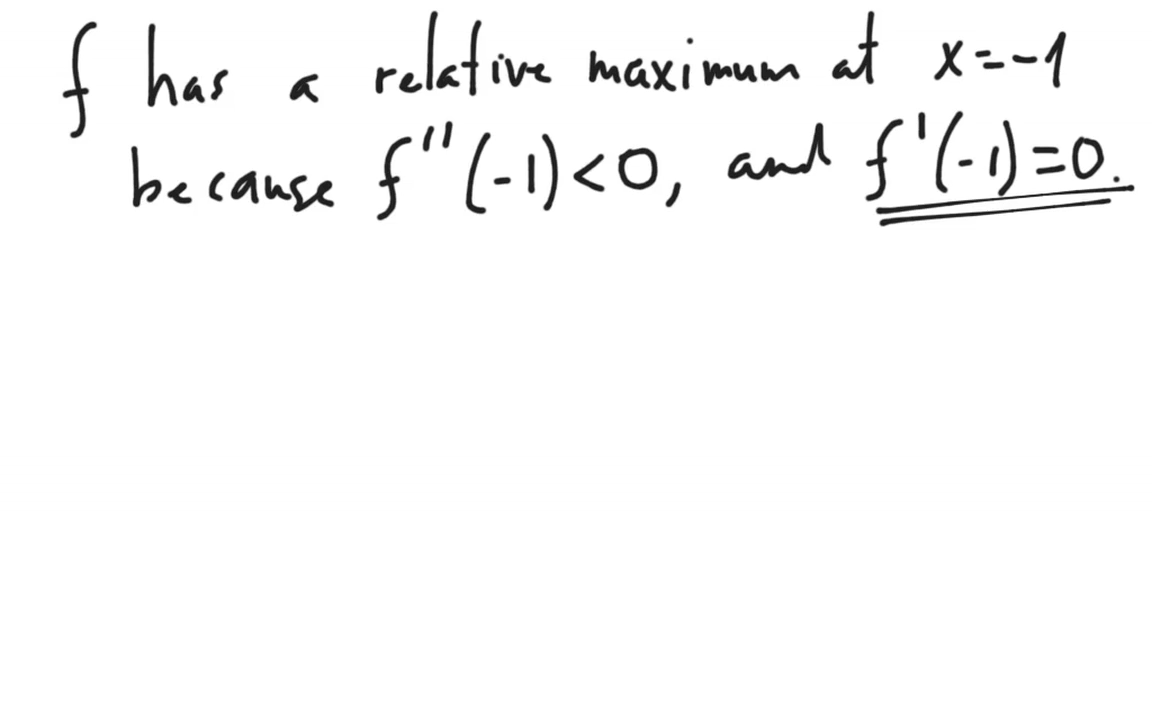 f has a relative maximum at x=-1
because f''(-1)<0, and f'(-1)=0.